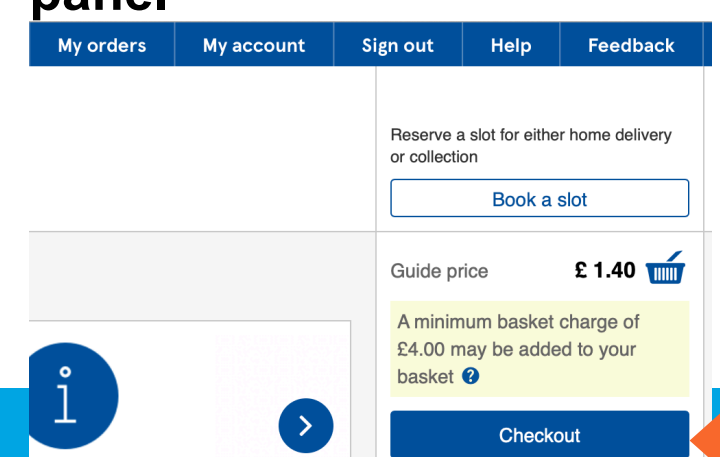 panel
My orders My account Sign out Help Feedback
Reserve a slot for either home delivery
or collection
Book a slot
Guide price £ 1.40
A minimum basket charge of
£4.00 may be added to your
basket ?
i
Checkout